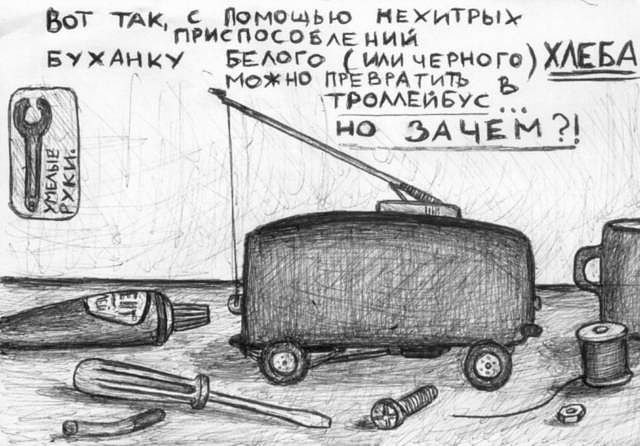 ВОТ ТАК, С ПОМОЩЬЮ НЕХИТРЫХ
ПРИСПОСОБЛЕНИЙ
БУХАНКУ БЕЛОГО (ИЛИ ЧЕРНОГО) ХЛЕБА
МОЖНО ПРЕВРАТИТЬ В
ТРОЛЛЕЙБУС...
НО ЗАЧЕМ?!
УМЕЛЫЕ
РУКИ.